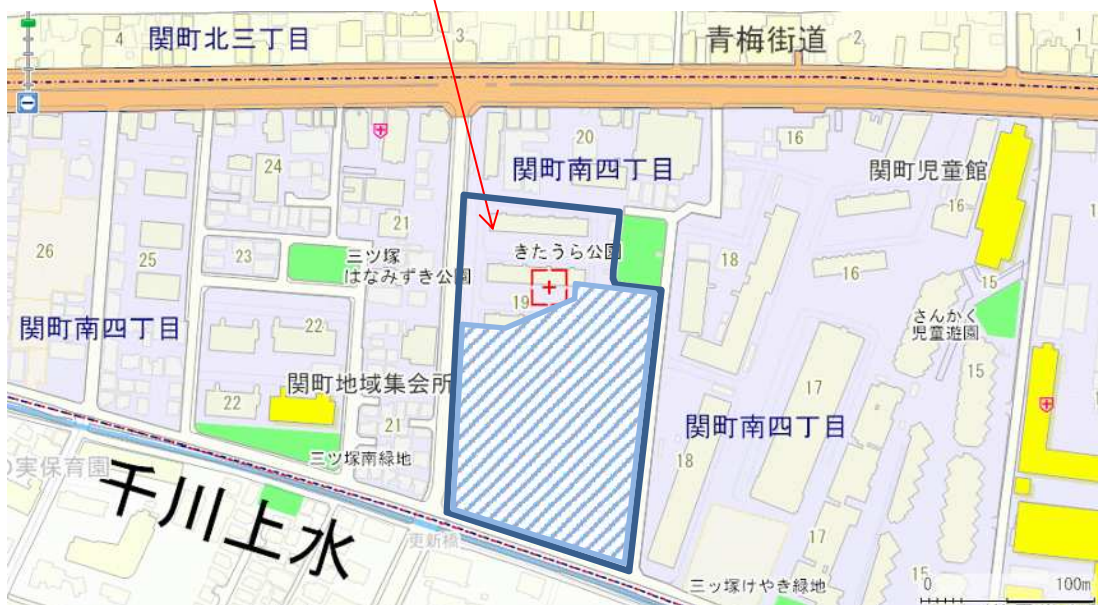 4
関町北三丁目
3
青梅街道
2
1
20
16
関町南四丁目
関町児童館
24
21
16
26
25
23
三ツ塚
はなみずき公園
きたうら公園
18
16
15
19
さんかく
児童遊園
関町南四丁目
22
17
15
関町地域集会所
22
21
関町南四丁目
18
三ツ塚南緑地
の実保育園
千川上水
更新橋
17
三ッ塚けやき緑地
15
0
100m